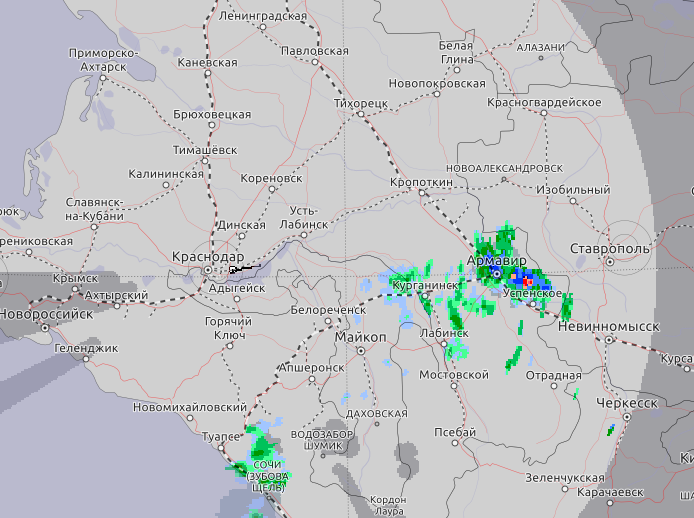 Ленинградская
Белая
Глина
АЛАЗАНИ
Приморско-
Ахтарск
Каневская
Павловская
Новопокровская
Тихорецк
Красногвардейское
Брюховецкая
Тимашёвск
Калининская
Кореновск
НОВОАЛЕКСАНДРОВСК
Кропоткин
Изобильный
Славянск-
на-Кубани
Усть-
Лабинск
Динская
Краснодар
Армавир
Ставрополь
Крымск
Адыгейск
Курганинск
Успенское
Ахтырский
Новороссийск
Горячий
Ключ
Белореченск
Майкоп
Лабинск
Невинномысск
Геленджик
Апшеронск
Мостовской
Отрадная
Новомихайловский
ДАХОВСКАЯ
Черкесск
Туапсе
ВОДОЗАБОР
ШУМИК
Псебай
СОЧИ
(ЗУБОВА
ЩЕЛЬ)
Зеленчукская
Карачаевск
Кордон
Лаура